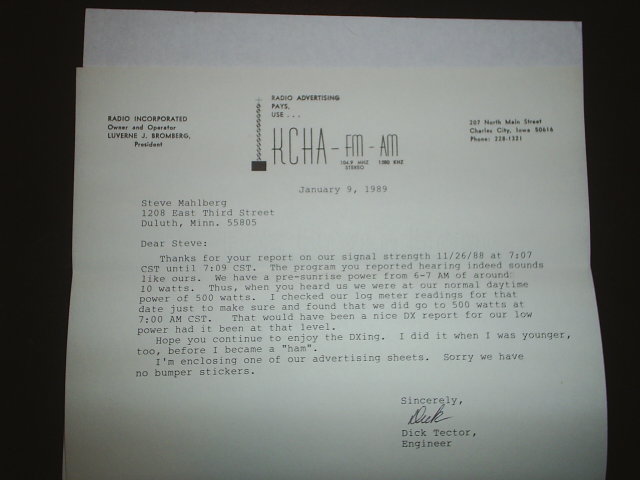 RADIO ADVERTISING
PAYS,
USE . . .
RADIO INCORPORATED
Owner and Operator
LUVERNE J. BROMBERG,
President
KCHA - FM - AM
104.9 MHZ 1580 KHZ
STEREO
207 North Main Street
Charles City, Iowa 50616
Phone: 228-1321
January 9, 1989
Steve Mahlberg
1208 East Third Street
Duluth, Minn. 55805
Dear Steve:
Thanks for your report on our signal strength 11/26/88 at 7:07
CST until 7:09 CST. The program you reported hearing indeed sounds
like ours. We have a pre-sunrise power from 6-7 AM of around
10 watts. Thus, when you heard us we were at our normal daytime
power of 500 watts. I checked our log meter readings for that
date just to make sure and found that we did go to 500 watts at
7:00 AM CST. That would have been a nice DX report for our low
power had it been at that level.
Hope you continue to enjoy the DXing. I did it when I was younger,
too, before I became a "ham".
I'm enclosing one of our advertising sheets. Sorry we have
no bumper stickers.
Sincerely,
Dick
Dick Tector,
Engineer